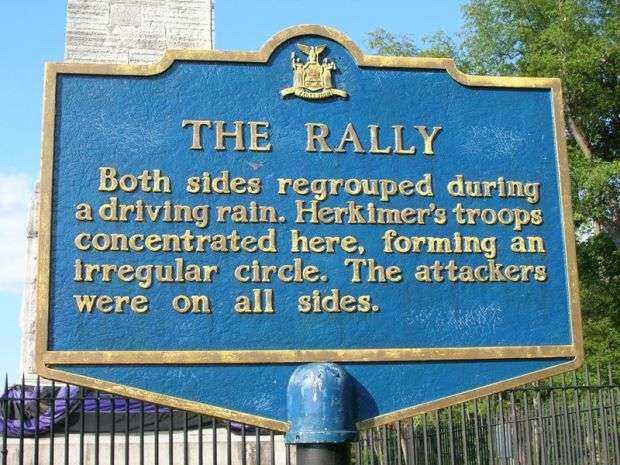 THE RALLY
Both sides regrouped during
a driving rain. Herkimer's troops
concentrated here, forming an
irregular circle. The attackers
were on all sides.